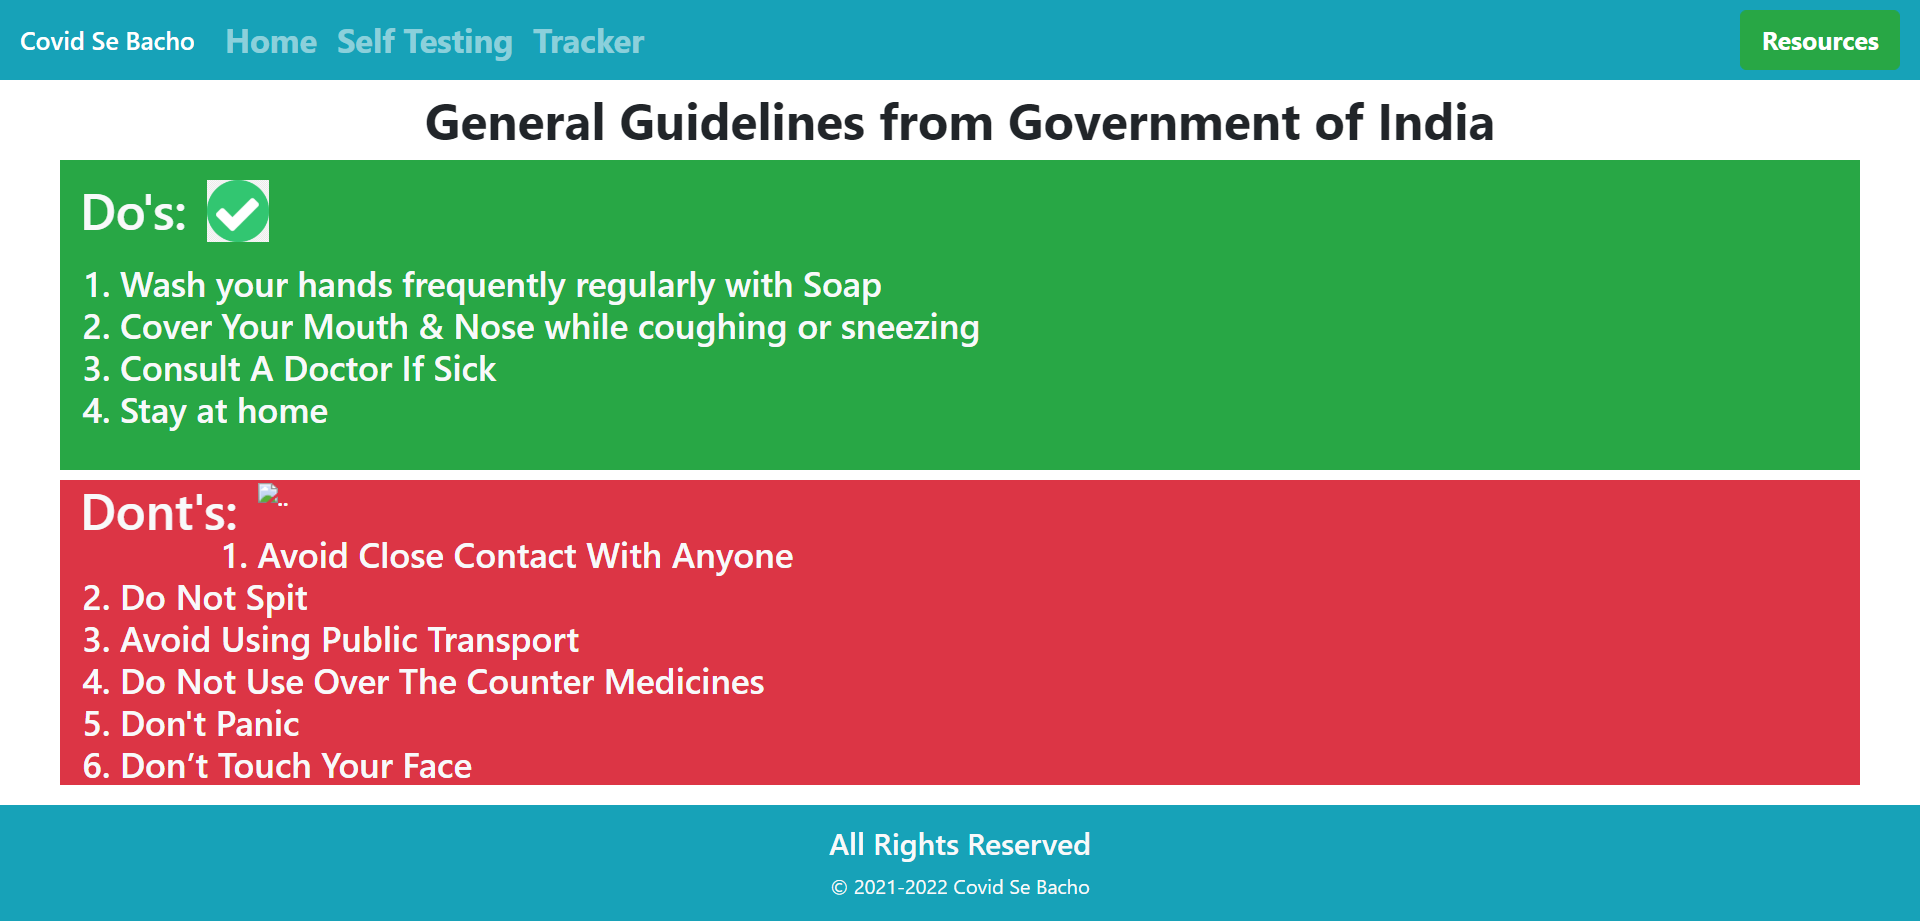 Covid Se Bacho Home Self Testing Tracker Resources
General Guidelines from Government of India
Do's:
1. Wash your hands frequently regularly with Soap
2. Cover Your Mouth & Nose while coughing or sneezing
3. Consult A Doctor If Sick
4. Stay at home
Dont's: ..
1. Avoid Close Contact With Anyone
2. Do Not Spit
3. Avoid Using Public Transport
4. Do Not Use Over The Counter Medicines
5. Don't Panic
6. Don’t Touch Your Face
All Rights Reserved
© 2021-2022 Covid Se Bacho